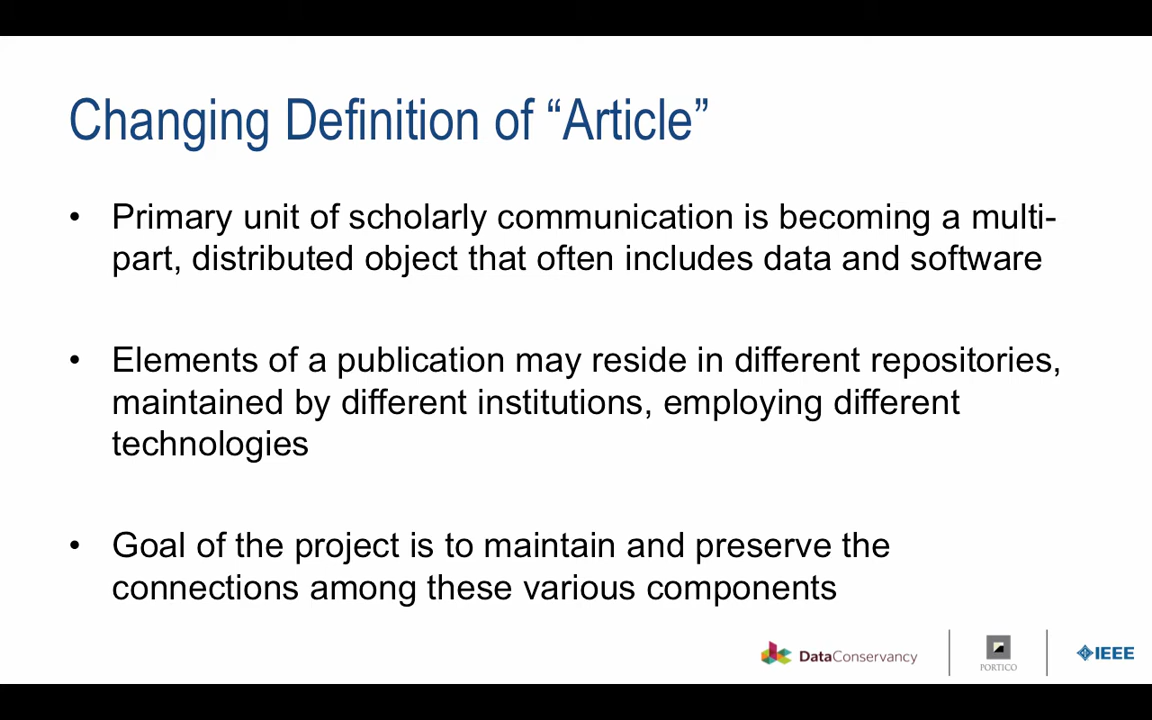 Changing Definition of “Article”
• Primary unit of scholarly communication is becoming a multi-
part, distributed object that often includes data and software
• Elements of a publication may reside in different repositories,
maintained by different institutions, employing different
technologies
• Goal of the project is to maintain and preserve the
connections among these various components
DataConservancy
PORTICO
IEEE